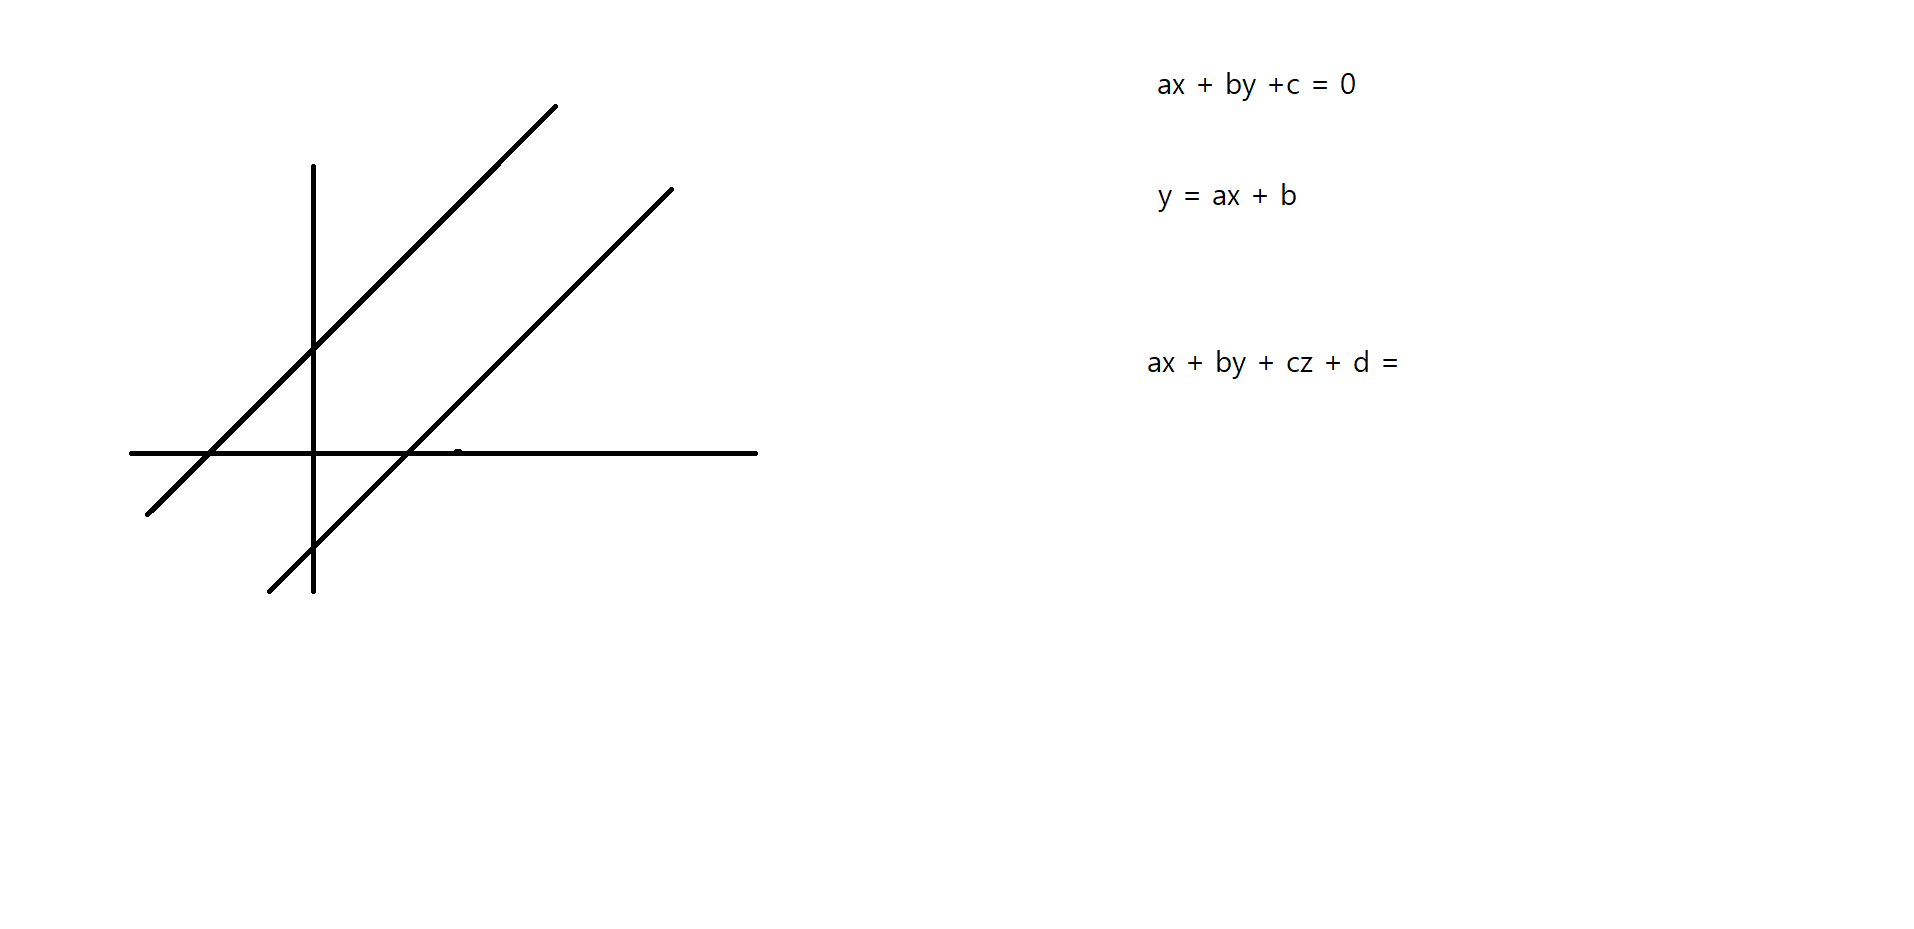 ax + by +c = 0
y = ax + b
ax + by + cz + d =